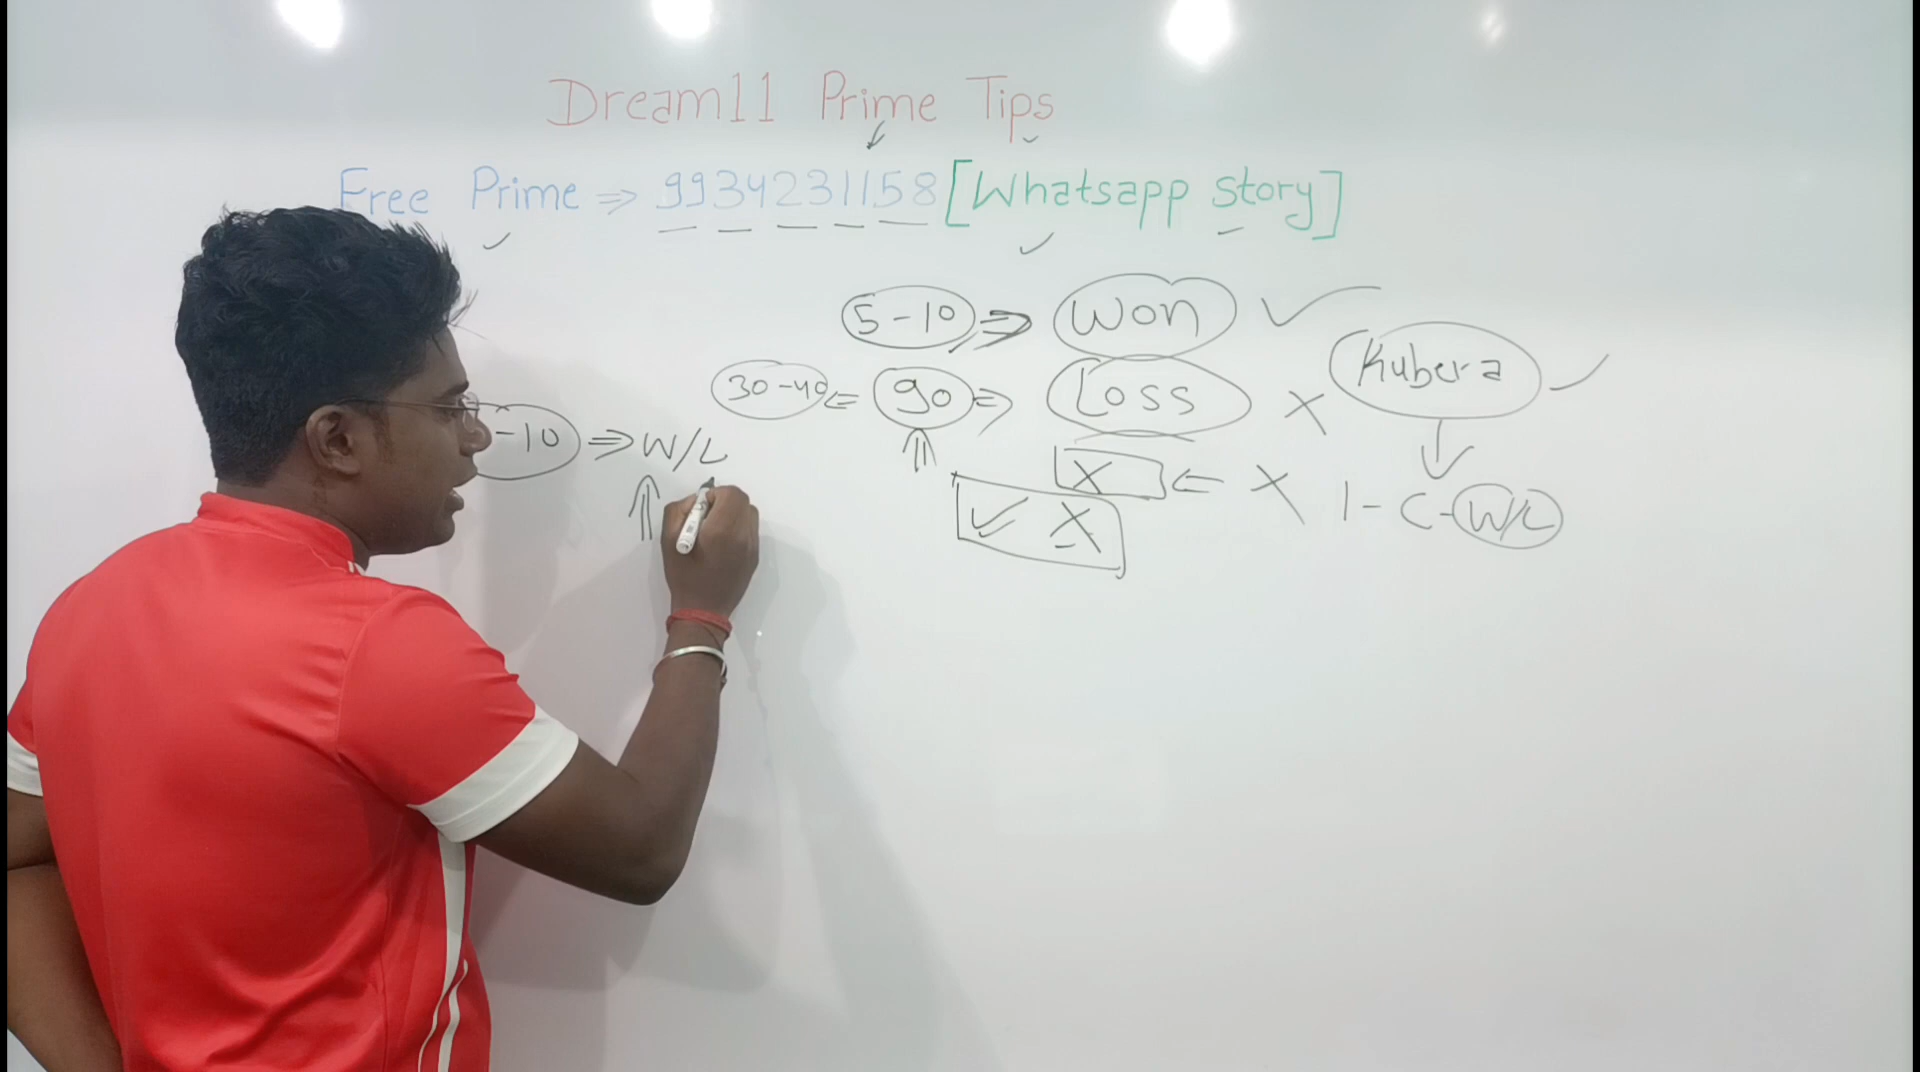 Dream11 Prime Tips
Free Prime ⇒ 9934231158 [Whatsapp story]
5-10 ⇒ Won ✓
30-40 ⇐ 90 ⇒ Loss X Kubera ✓
-10 ⇒ W/L
X ⇐ X 1-C-W/L
✓ X